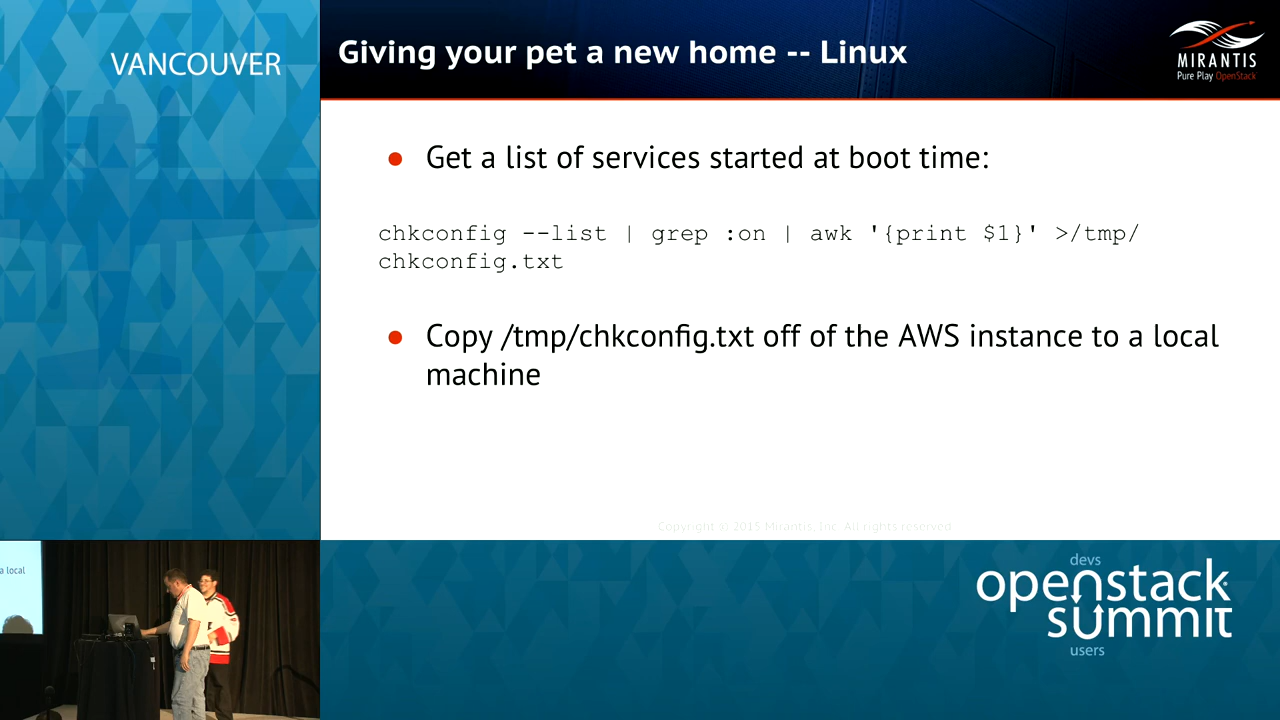 VANCOUVER
Giving your pet a new home -- Linux
MIRANTIS
Pure Play OpenStack
● Get a list of services started at boot time:
chkconfig --list | grep :on | awk '{print $1}' >/tmp/
chkconfig.txt
● Copy /tmp/chkconfig.txt off of the AWS instance to a local
machine
Copyright © 2015 Mirantis, Inc. All rights reserved
a local
devs
openstack
summit
users